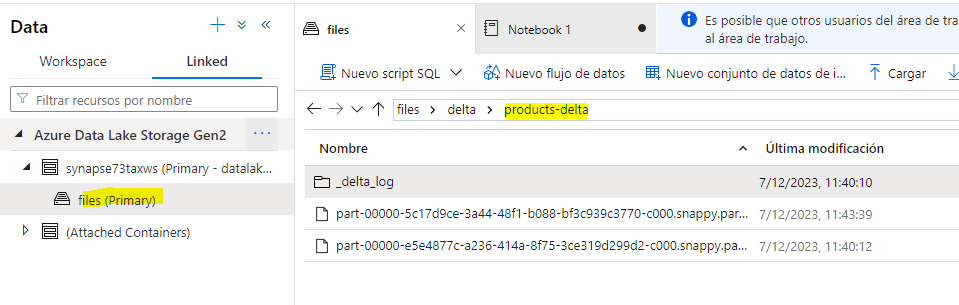 Data
Workspace
Linked
Filtrar recursos por nombre
Azure Data Lake Storage Gen2
synapse73taxws (Primary - datalak...
files (Primary)
(Attached Containers)
files
Notebook 1
Es posible que otros usuarios del área de tra
al área de trabajo.
Nuevo script SQL
Nuevo flujo de datos
Nuevo conjunto de datos de i...
Cargar
files
delta
products-delta
Nombre
Última modificación
_delta_log
7/12/2023, 11:40:10
part-00000-5c17d9ce-3a44-48f1-b088-bf3c939c3770-c000.snappy.par...
7/12/2023, 11:43:39
part-00000-e5e4877c-a236-414a-8f75-3ce319d299d2-c000.snappy.pa...
7/12/2023, 11:40:12